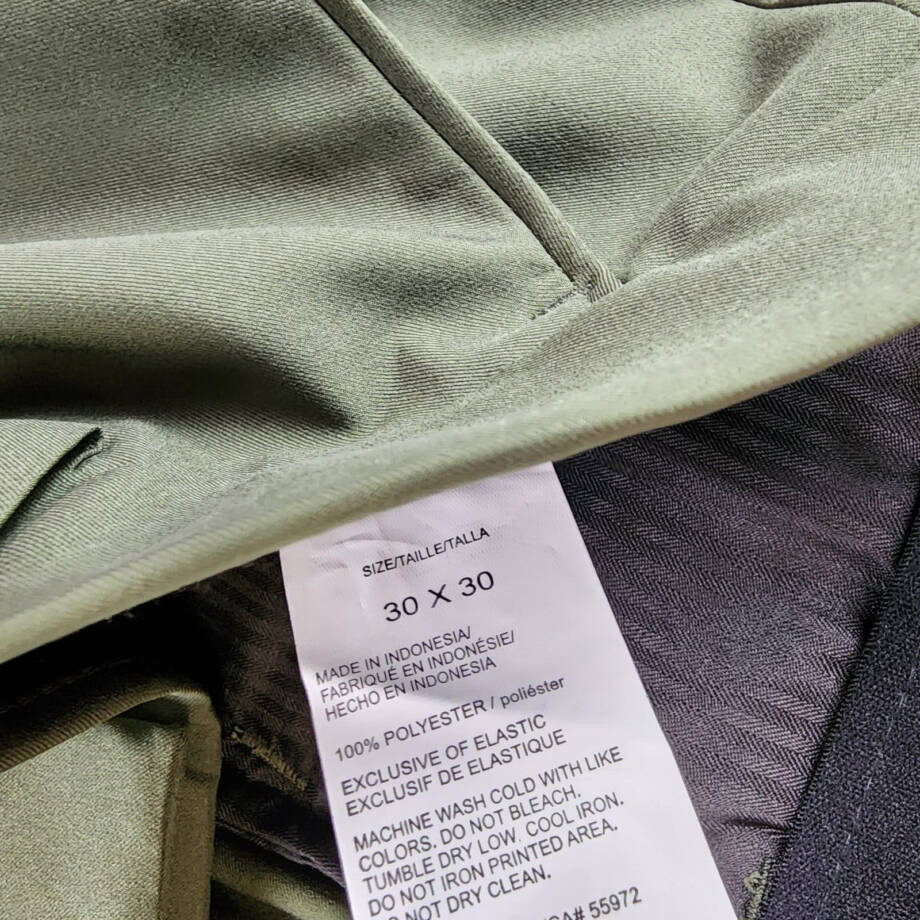 SIZE/TAILLE/TALLA
30 X 30
MADE IN INDONESIA/
FABRIQUÉ EN INDONÉSIE/
HECHO EN INDONESIA
100% POLYESTER / poliéster
EXCLUSIVE OF ELASTIC
EXCLUSIF DE ELASTIQUE
MACHINE WASH COLD WITH LIKE
COLORS. DO NOT BLEACH.
TUMBLE DRY LOW. COOL IRON.
DO NOT IRON PRINTED AREA.
DO NOT DRY CLEAN.
55972